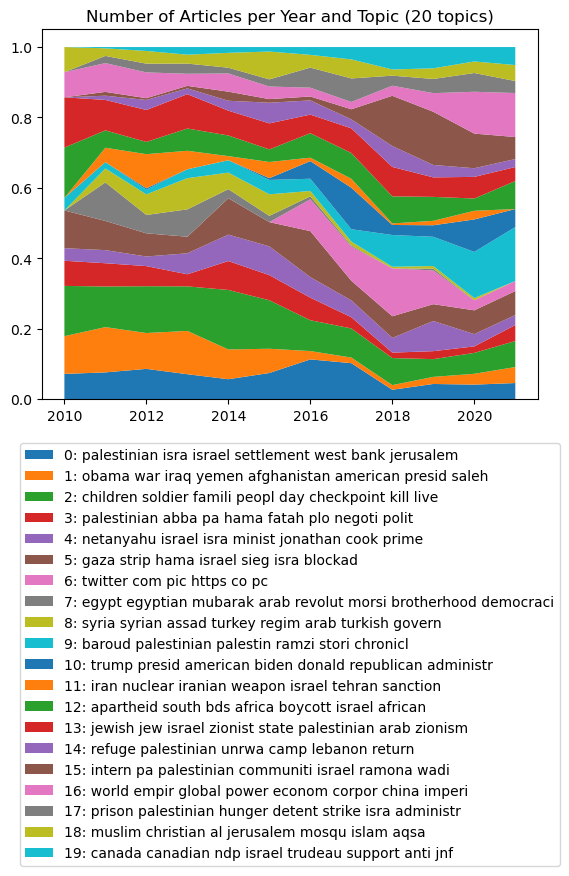 Number of Articles per Year and Topic (20 topics)
1.0
0.8
0.6
0.4
0.2
0.0
2010 2012 2014 2016 2018 2020
0: palestinian isra israel settlement west bank jerusalem
1: obama war iraq yemen afghanistan american presid saleh
2: children soldier famili peopl day checkpoint kill live
3: palestinian abba pa hama fatah plo negoti polit
4: netanyahu israel isra minist jonathan cook prime
5: gaza strip hama israel sieg isra blockad
6: twitter com pic https co pc
7: egypt egyptian mubarak arab revolut morsi brotherhood democraci
8: syria syrian assad turkey regim arab turkish govern
9: baroud palestinian palestin ramzi stori chronicl
10: trump presid american biden donald republican administr
11: iran nuclear iranian weapon israel tehran sanction
12: apartheid south bds africa boycott israel african
13: jewish jew israel zionist state palestinian arab zionism
14: refuge palestinian unrwa camp lebanon return
15: intern pa palestinian communiti israel ramona wadi
16: world empir global power econom corpor china imperi
17: prison palestinian hunger detent strike isra administr
18: muslim christian al jerusalem mosqu islam aqsa
19: canada canadian ndp israel trudeau support anti jnf